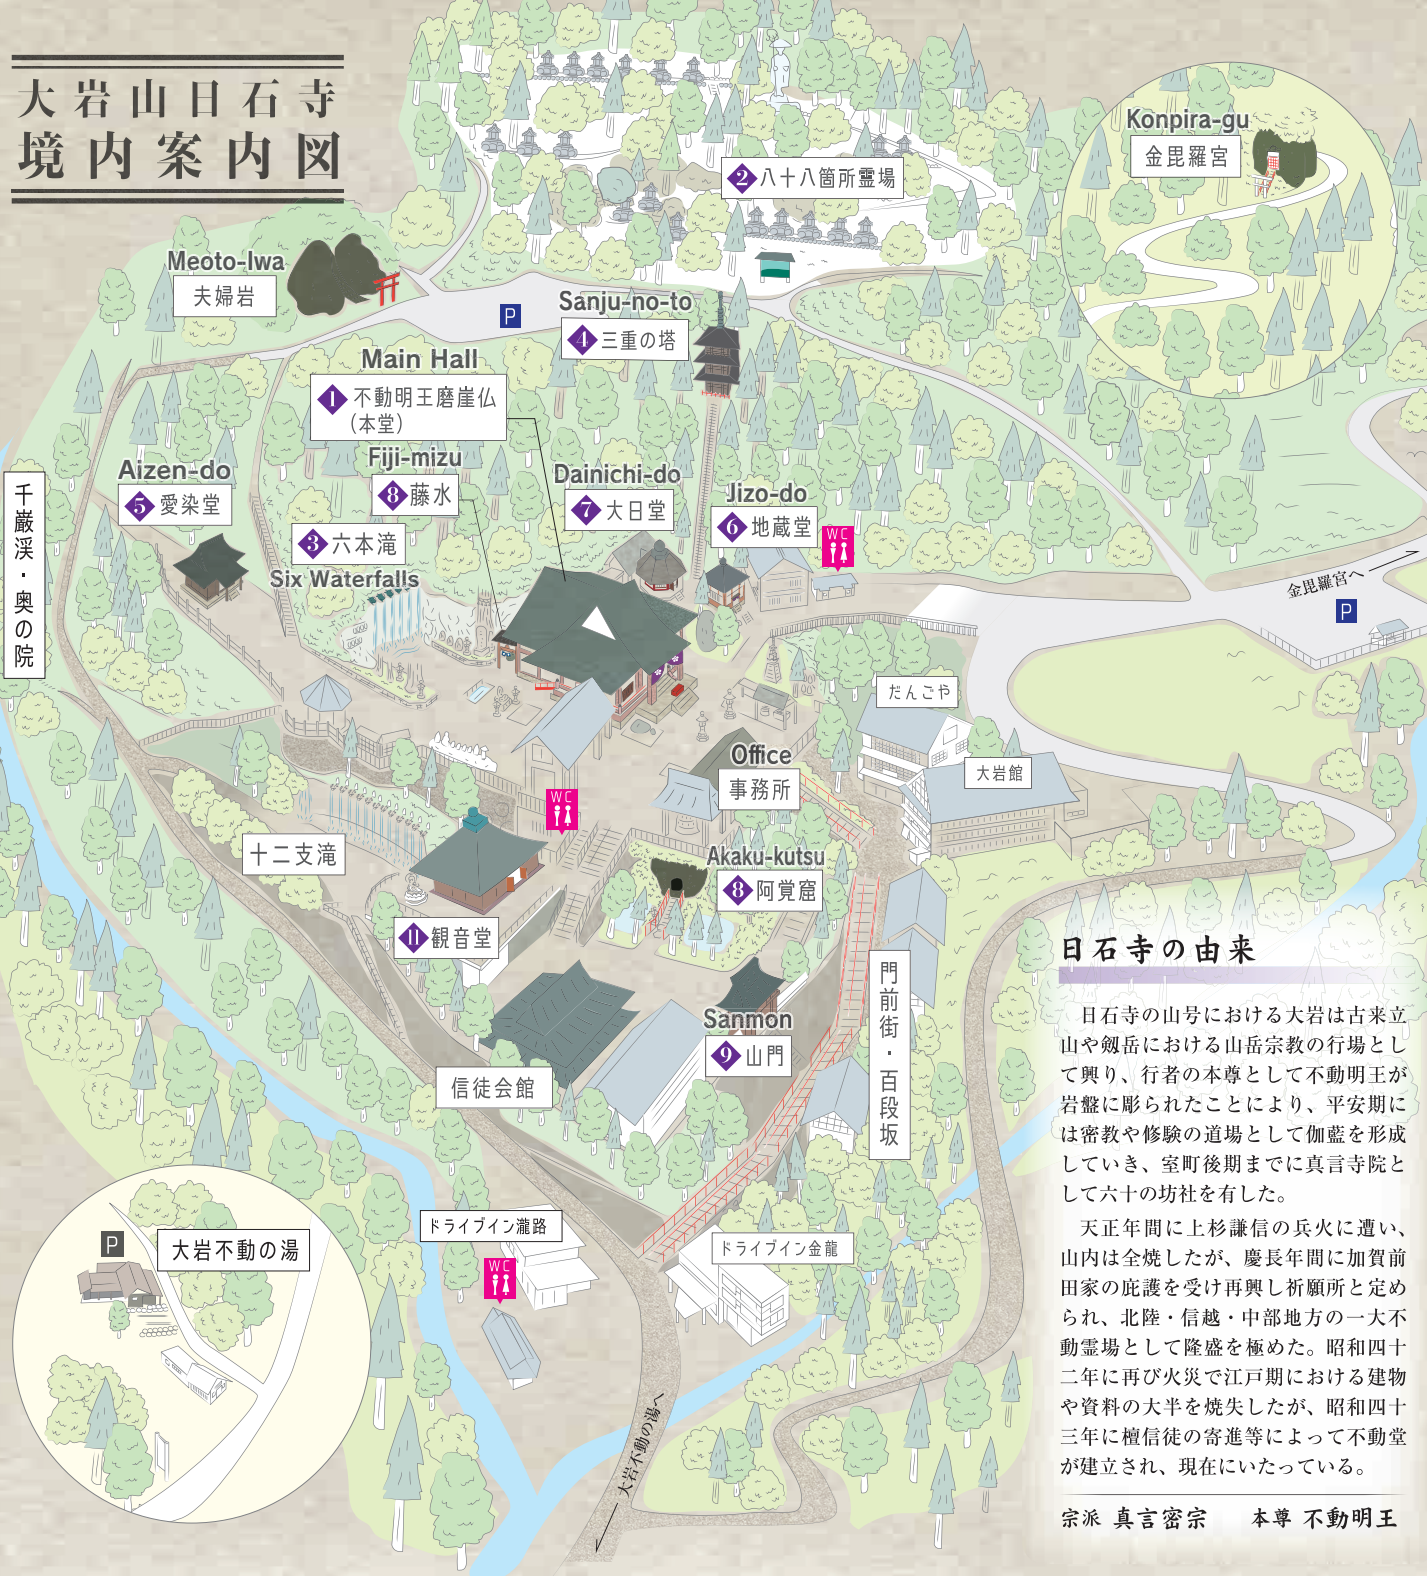 大岩山日石寺
境内案内図
Konpira-gu
金毘羅宮
2 八十八箇所霊場
Meoto-Iwa
夫婦岩
P
Sanju-no-to
4 三重の塔
Main Hall
1 不動明王磨崖仏
(本堂)
Fiji-mizu
8 藤水
Dainichi-do
7 大日堂
Jizo-do
6 地蔵堂
WC
Aizen-do
5 愛染堂
千巌渓・奥の院
3 六本滝
Six Waterfalls
金毘羅宮へ
P
だんごや
大岩館
Office
事務所
WC
十二支滝
Akaku-kutsu
8 阿覚窟
11 観音堂
門前街・百段坂
Sanmon
9 山門
信徒会館
ドライブイン瀧路
WC
ドライブイン金龍
P
大岩不動の湯
大岩不動の湯へ
日石寺の由来
日石寺の山号における大岩は古来立
山や剱岳における山岳宗教の行場とし
て興り、行者の本尊として不動明王が
岩盤に彫られたことにより、平安期に
は密教や修験の道場として伽藍を形成
していき、室町後期までに真言寺院と
して六十の坊社を有した。
天正年間に上杉謙信の兵火に遭い、
山内は全焼したが、慶長年間に加賀前
田家の庇護を受け再興し祈願所と定め
られ、北陸・信越・中部地方の一大不
動霊場として隆盛を極めた。昭和四十
二年に再び火災で江戸期における建物
や資料の大半を焼失したが、昭和四十
三年に檀信徒の寄進等によって不動堂
が建立され、現在にいたっている。
宗派 真言密宗 本尊 不動明王